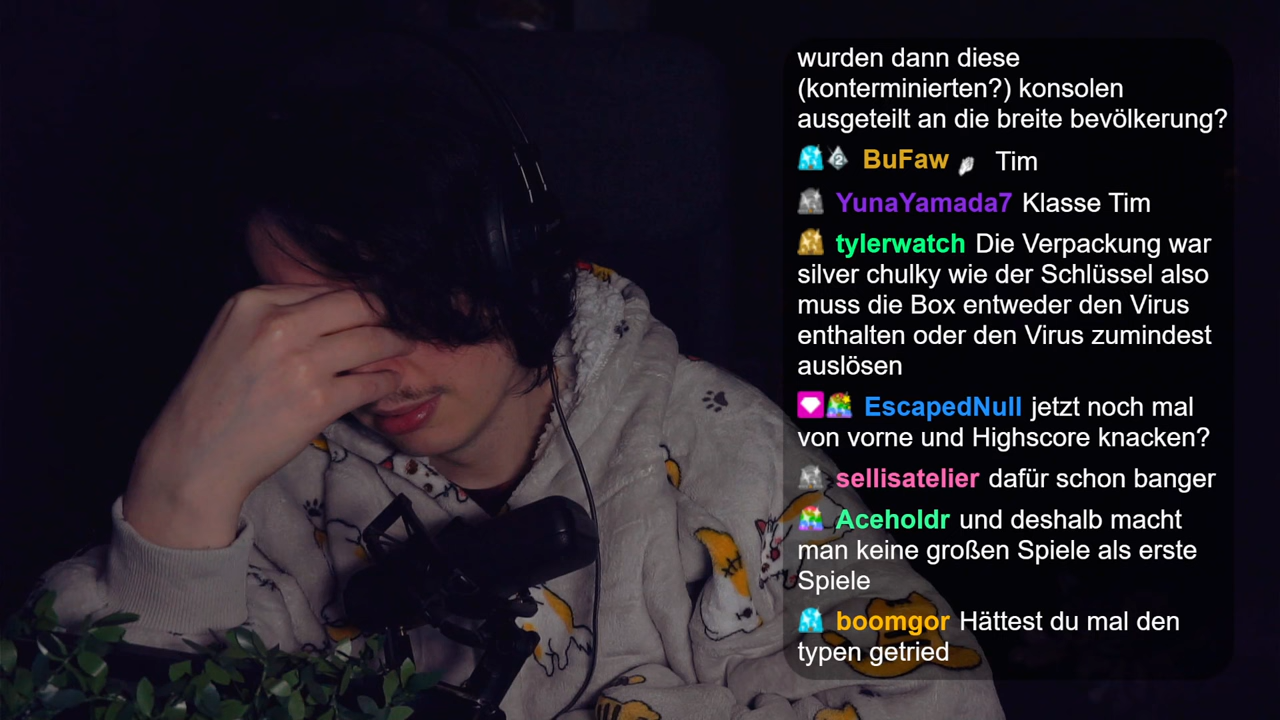 wurden dann diese
(konterminierten?) konsolen
ausgeteilt an die breite bevölkerung?
2 BuFaw Tim
YunaYamada7 Klasse Tim
tylerwatch Die Verpackung war
silver chulky wie der Schlüssel also
muss die Box entweder den Virus
enthalten oder den Virus zumindest
auslösen
EscapedNull jetzt noch mal
von vorne und Highscore knacken?
sellisatelier dafür schon banger
Aceholdr und deshalb macht
man keine großen Spiele als erste
Spiele
boomgor Hättest du mal den
typen getried